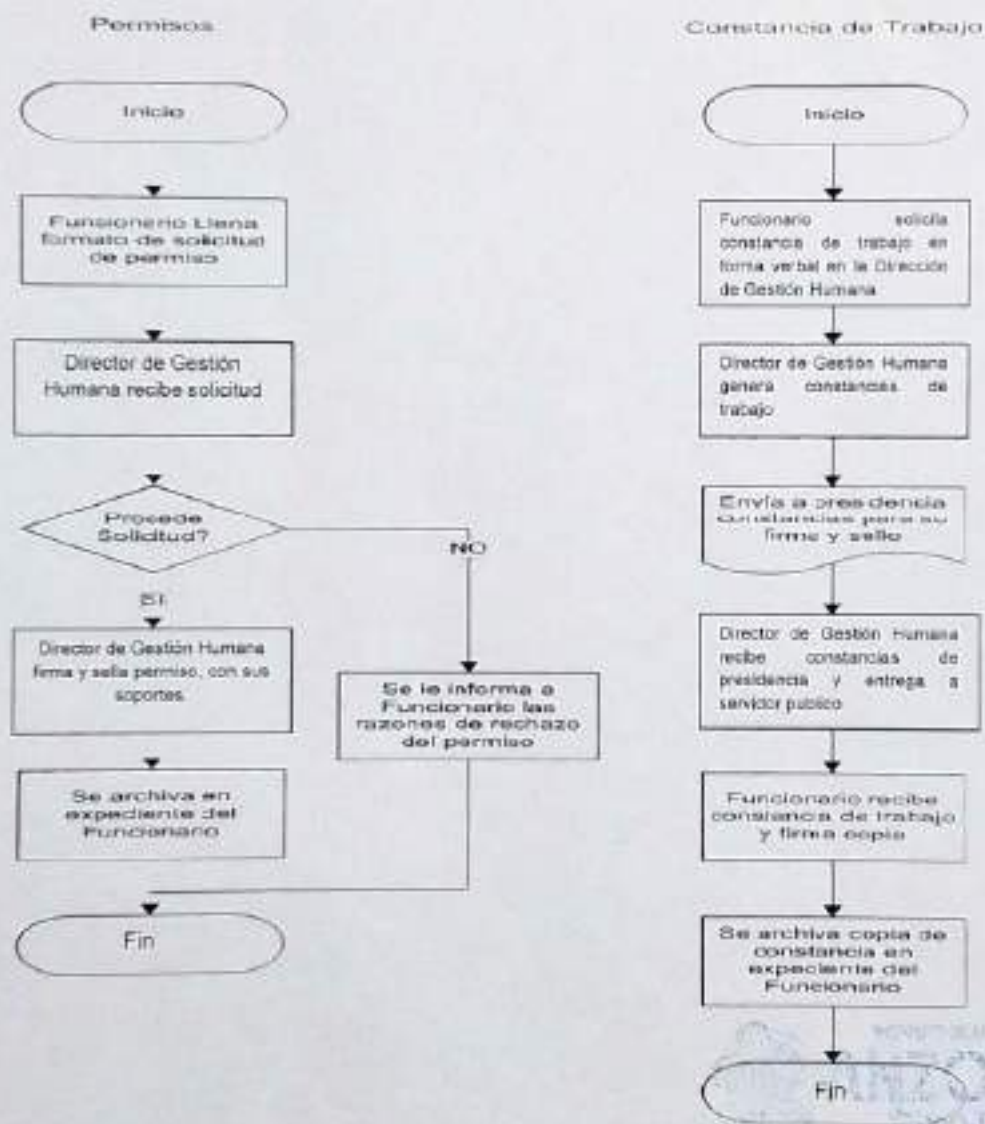 Permisos
Inicio
Funsionerio Llena
formato de solicitud
de permiso
Director de Gestión
Humana recibe solicitud
Procede
Solicitud?
NO
SI
Director de Gestión Humana
firma y sella permiso, con sus
soportes.
Se le informa a
Funcionario las
razones de rechazo
del permiso
Se archiva en
expediente del
Funcionario
Fin
Constancia de Trabajo
Inicio
Funcionario solicita
constancia de trabajo en
forma verbal en la Dirección
de Gestión Humana
Director de Gestión Humana
genera constancias de
trabajo
Envía a presidencia
constancias para su
firma y sello
Director de Gestión Humana
recibe constancias de
presidencia y entrega a
servidor publico
Funcionario recibe
constancia de trabajo
y firma copia
Se archiva copia de
constancia en
expediente del
Funcionario
Fin